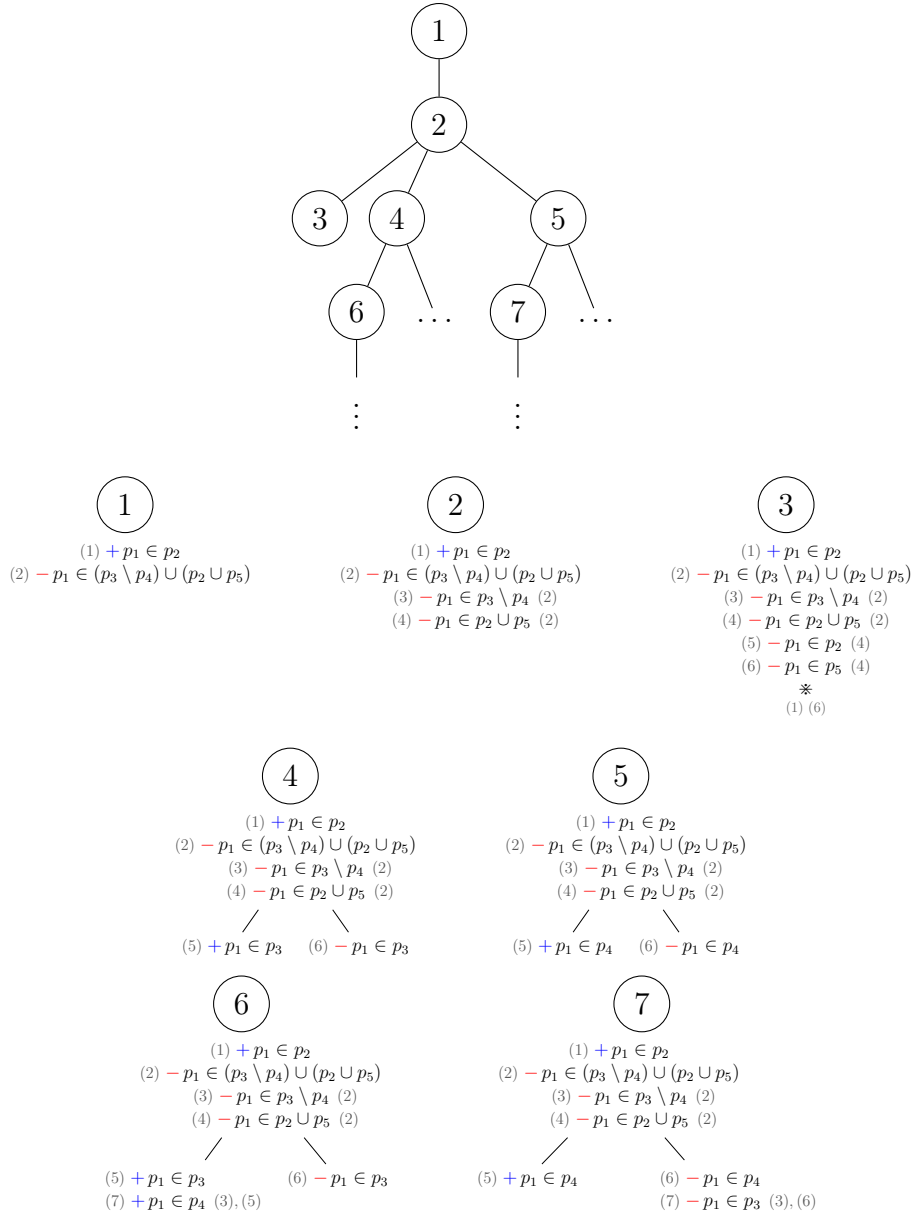 1
2
3 4 5
6 ... 7 ...
⋮ ⋮
1 2 3
(1) + p₁ ∈ p₂ (1) + p₁ ∈ p₂ (1) + p₁ ∈ p₂
(2) − p₁ ∈ (p₃ \ p₄) ∪ (p₂ ∪ p₅) (2) − p₁ ∈ (p₃ \ p₄) ∪ (p₂ ∪ p₅) (2) − p₁ ∈ (p₃ \ p₄) ∪ (p₂ ∪ p₅)
(3) − p₁ ∈ p₃ \ p₄ (2) (3) − p₁ ∈ p₃ \ p₄ (2)
(4) − p₁ ∈ p₂ ∪ p₅ (2) (4) − p₁ ∈ p₂ ∪ p₅ (2)
(5) − p₁ ∈ p₂ (4)
(6) − p₁ ∈ p₅ (4)
⋇
(1) (6)
4 5
(1) + p₁ ∈ p₂ (1) + p₁ ∈ p₂
(2) − p₁ ∈ (p₃ \ p₄) ∪ (p₂ ∪ p₅) (2) − p₁ ∈ (p₃ \ p₄) ∪ (p₂ ∪ p₅)
(3) − p₁ ∈ p₃ \ p₄ (2) (3) − p₁ ∈ p₃ \ p₄ (2)
(4) − p₁ ∈ p₂ ∪ p₅ (2) (4) − p₁ ∈ p₂ ∪ p₅ (2)
(5) + p₁ ∈ p₃ (6) − p₁ ∈ p₃ (5) + p₁ ∈ p₄ (6) − p₁ ∈ p₄
6 7
(1) + p₁ ∈ p₂ (1) + p₁ ∈ p₂
(2) − p₁ ∈ (p₃ \ p₄) ∪ (p₂ ∪ p₅) (2) − p₁ ∈ (p₃ \ p₄) ∪ (p₂ ∪ p₅)
(3) − p₁ ∈ p₃ \ p₄ (2) (3) − p₁ ∈ p₃ \ p₄ (2)
(4) − p₁ ∈ p₂ ∪ p₅ (2) (4) − p₁ ∈ p₂ ∪ p₅ (2)
(5) + p₁ ∈ p₃ (6) − p₁ ∈ p₃ (5) + p₁ ∈ p₄ (6) − p₁ ∈ p₄
(7) + p₁ ∈ p₄ (3), (5) (7) − p₁ ∈ p₃ (3), (6)